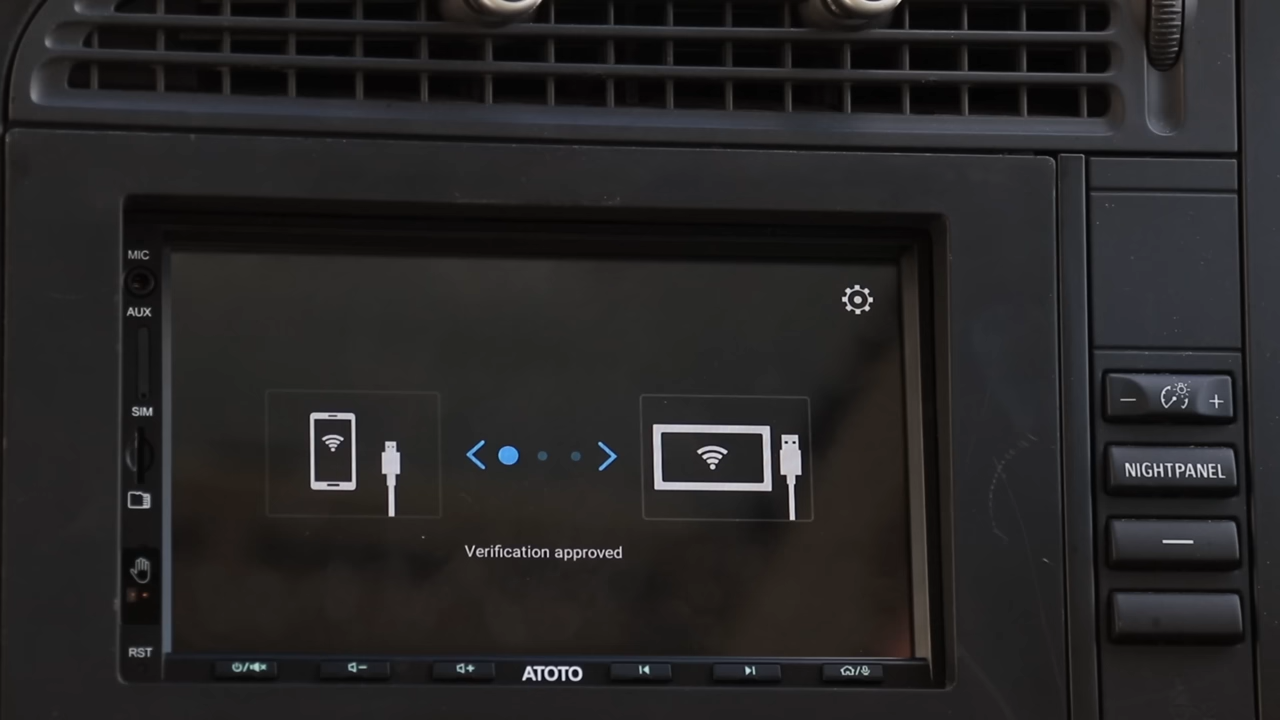 MIC
AUX
SIM
RST
Verification approved
ATOTO
− +
NIGHTPANEL